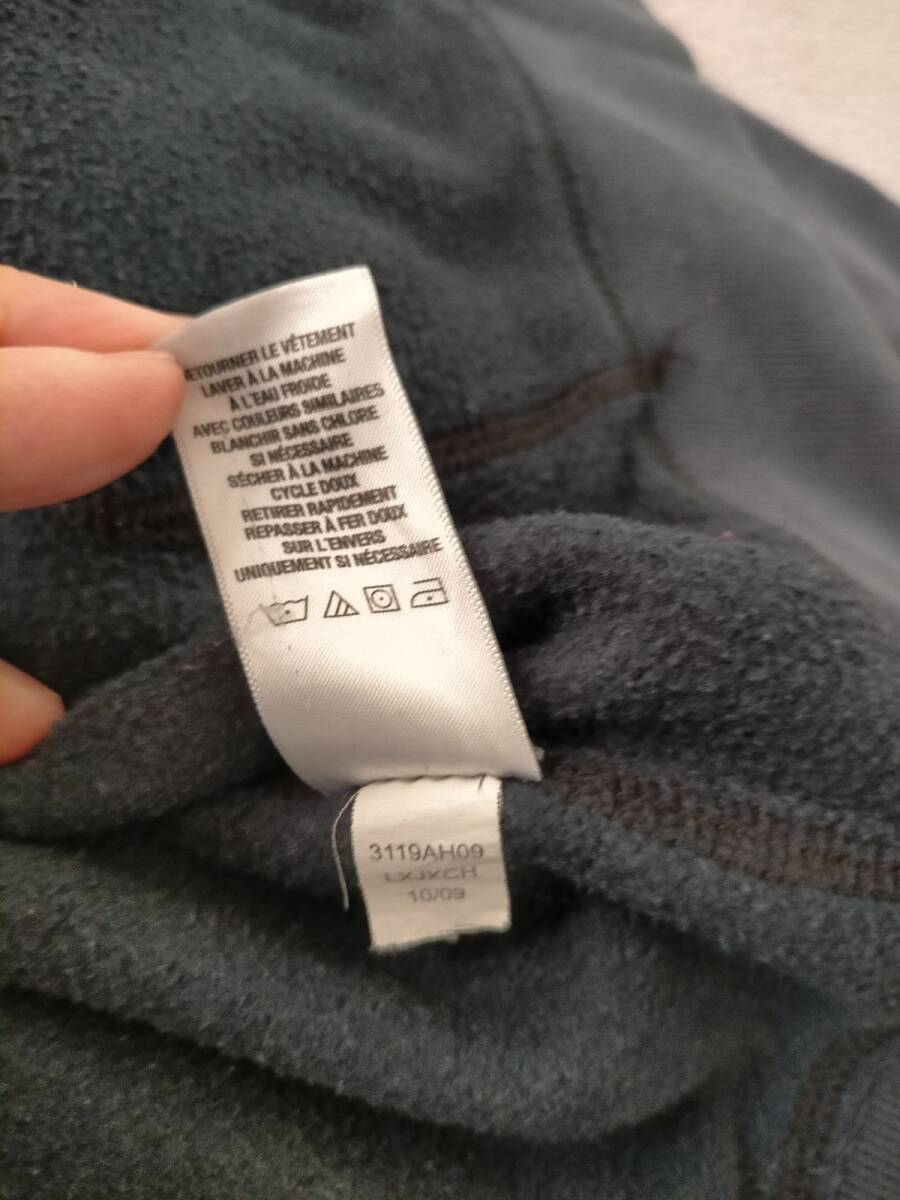 RETOURNER LE VÊTEMENT
LAVER À LA MACHINE
À L'EAU FROIDE
AVEC COULEURS SIMILAIRES
BLANCHIR SANS CHLORE
SI NÉCESSAIRE
SÉCHER À LA MACHINE
CYCLE DOUX
RETIRER RAPIDEMENT
REPASSER À FER DOUX
SUR L'ENVERS
UNIQUEMENT SI NÉCESSAIRE
3119AH09
LXJXCH
10/09